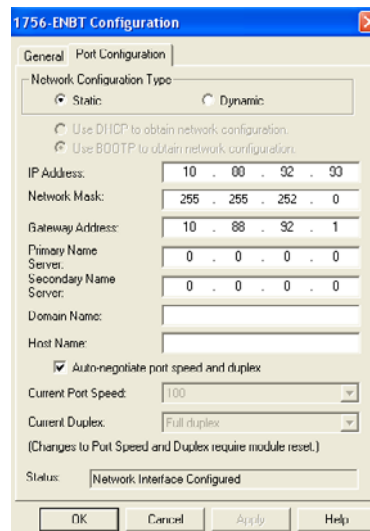 1756-ENBT Configuration
General Port Configuration
Network Configuration Type
Static Dynamic
Use DHCP to obtain network configuration.
Use BOOTP to obtain network configuration.
IP Address: 10 . 88 . 92 . 93
Network Mask: 255 . 255 . 252 . 0
Gateway Address: 10 . 88 . 92 . 1
Primary Name
Server: 0 . 0 . 0 . 0
Secondary Name
Server: 0 . 0 . 0 . 0
Domain Name:
Host Name:
Auto-negotiate port speed and duplex
Current Port Speed: 100
Current Duplex: Full duplex
(Changes to Port Speed and Duplex require module reset.)
Status: Network Interface Configured
OK Cancel Apply Help